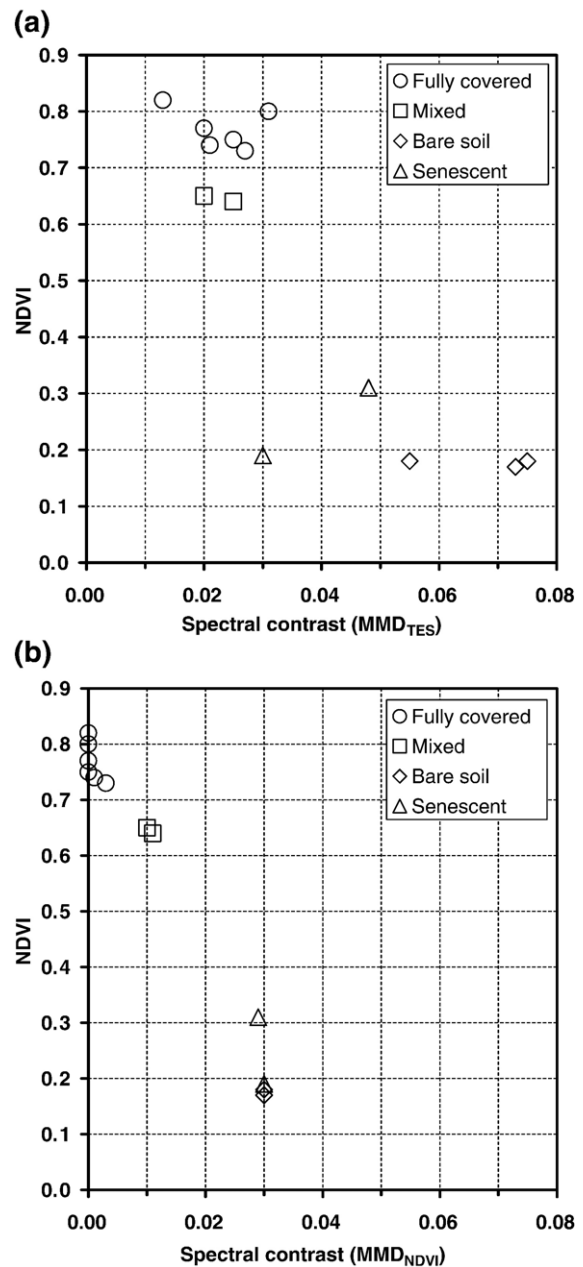 (a)
0.9
0.8
0.7
0.6
0.5
0.4
0.3
0.2
0.1
0.0
NDVI
Fully covered
Mixed
Bare soil
Senescent
0.00 0.02 0.04 0.06 0.08
Spectral contrast (MMD_TES)
(b)
0.9
0.8
0.7
0.6
0.5
0.4
0.3
0.2
0.1
0.0
NDVI
Fully covered
Mixed
Bare soil
Senescent
0.00 0.02 0.04 0.06 0.08
Spectral contrast (MMD_NDVI)